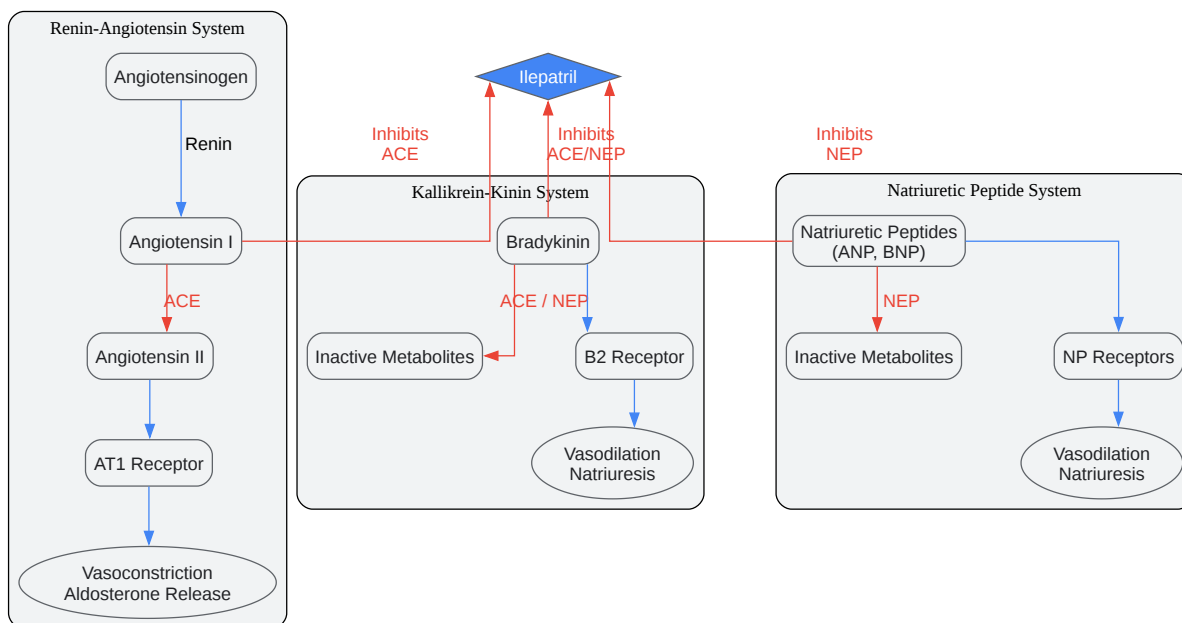 Renin-Angiotensin System
Angiotensinogen
Renin
Angiotensin I
ACE
Angiotensin II
AT1 Receptor
Vasoconstriction
Aldosterone Release
Ilepatril
Inhibits
ACE
Inhibits
ACE/NEP
Inhibits
NEP
Kallikrein-Kinin System
Bradykinin
ACE / NEP
Inactive Metabolites
B2 Receptor
Vasodilation
Natriuresis
Natriuretic Peptide System
Natriuretic Peptides
(ANP, BNP)
NEP
Inactive Metabolites
NP Receptors
Vasodilation
Natriuresis